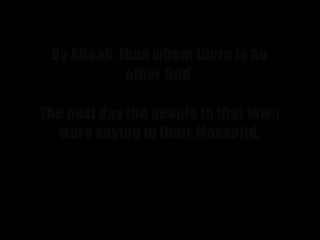 By Allaah, than whom there is no
other God.
The next day the people in that town
were saying in their Masaajid.